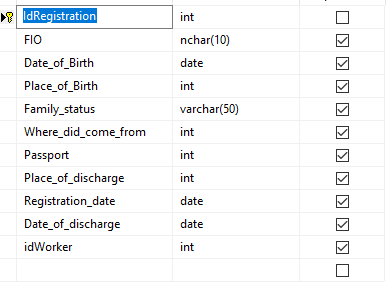 IdRegistration int
FIO nchar(10)
Date_of_Birth date
Place_of_Birth int
Family_status varchar(50)
Where_did_come_from int
Passport int
Place_of_discharge int
Registration_date date
Date_of_discharge date
idWorker int